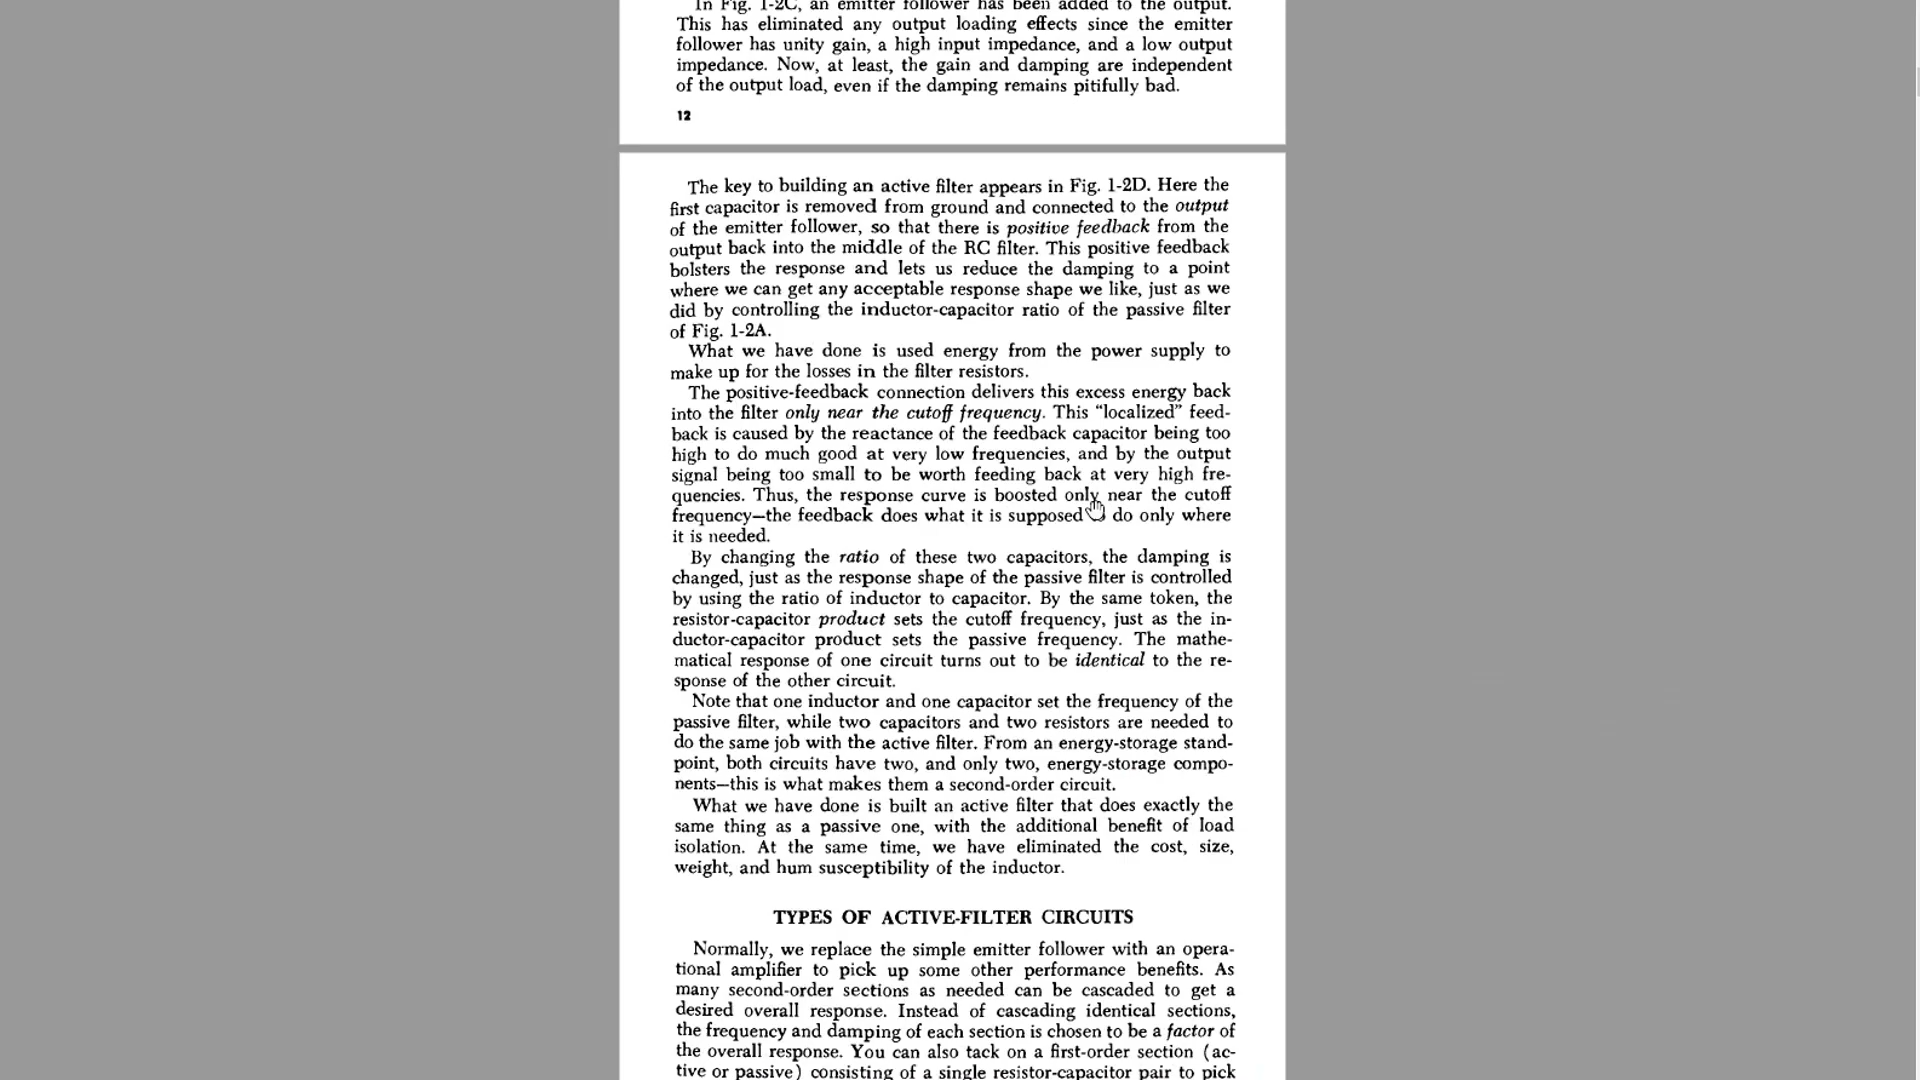 In Fig. 1-2C, an emitter follower has been added to the output.
This has eliminated any output loading effects since the emitter
follower has unity gain, a high input impedance, and a low output
impedance. Now, at least, the gain and damping are independent
of the output load, even if the damping remains pitifully bad.
12
The key to building an active filter appears in Fig. 1-2D. Here the
first capacitor is removed from ground and connected to the output
of the emitter follower, so that there is positive feedback from the
output back into the middle of the RC filter. This positive feedback
bolsters the response and lets us reduce the damping to a point
where we can get any acceptable response shape we like, just as we
did by controlling the inductor-capacitor ratio of the passive filter
of Fig. 1-2A.
What we have done is used energy from the power supply to
make up for the losses in the filter resistors.
The positive-feedback connection delivers this excess energy back
into the filter only near the cutoff frequency. This “localized” feed-
back is caused by the reactance of the feedback capacitor being too
high to do much good at very low frequencies, and by the output
signal being too small to be worth feeding back at very high fre-
quencies. Thus, the response curve is boosted only near the cutoff
frequency—the feedback does what it is supposed do only where
it is needed.
By changing the ratio of these two capacitors, the damping is
changed, just as the response shape of the passive filter is controlled
by using the ratio of inductor to capacitor. By the same token, the
resistor-capacitor product sets the cutoff frequency, just as the in-
ductor-capacitor product sets the passive frequency. The mathe-
matical response of one circuit turns out to be identical to the re-
sponse of the other circuit.
Note that one inductor and one capacitor set the frequency of the
passive filter, while two capacitors and two resistors are needed to
do the same job with the active filter. From an energy-storage stand-
point, both circuits have two, and only two, energy-storage compo-
nents—this is what makes them a second-order circuit.
What we have done is built an active filter that does exactly the
same thing as a passive one, with the additional benefit of load
isolation. At the same time, we have eliminated the cost, size,
weight, and hum susceptibility of the inductor.
TYPES OF ACTIVE-FILTER CIRCUITS
Normally, we replace the simple emitter follower with an opera-
tional amplifier to pick up some other performance benefits. As
many second-order sections as needed can be cascaded to get a
desired overall response. Instead of cascading identical sections,
the frequency and damping of each section is chosen to be a factor of
the overall response. You can also tack on a first-order section (ac-
tive or passive) consisting of a single resistor-capacitor pair to pick